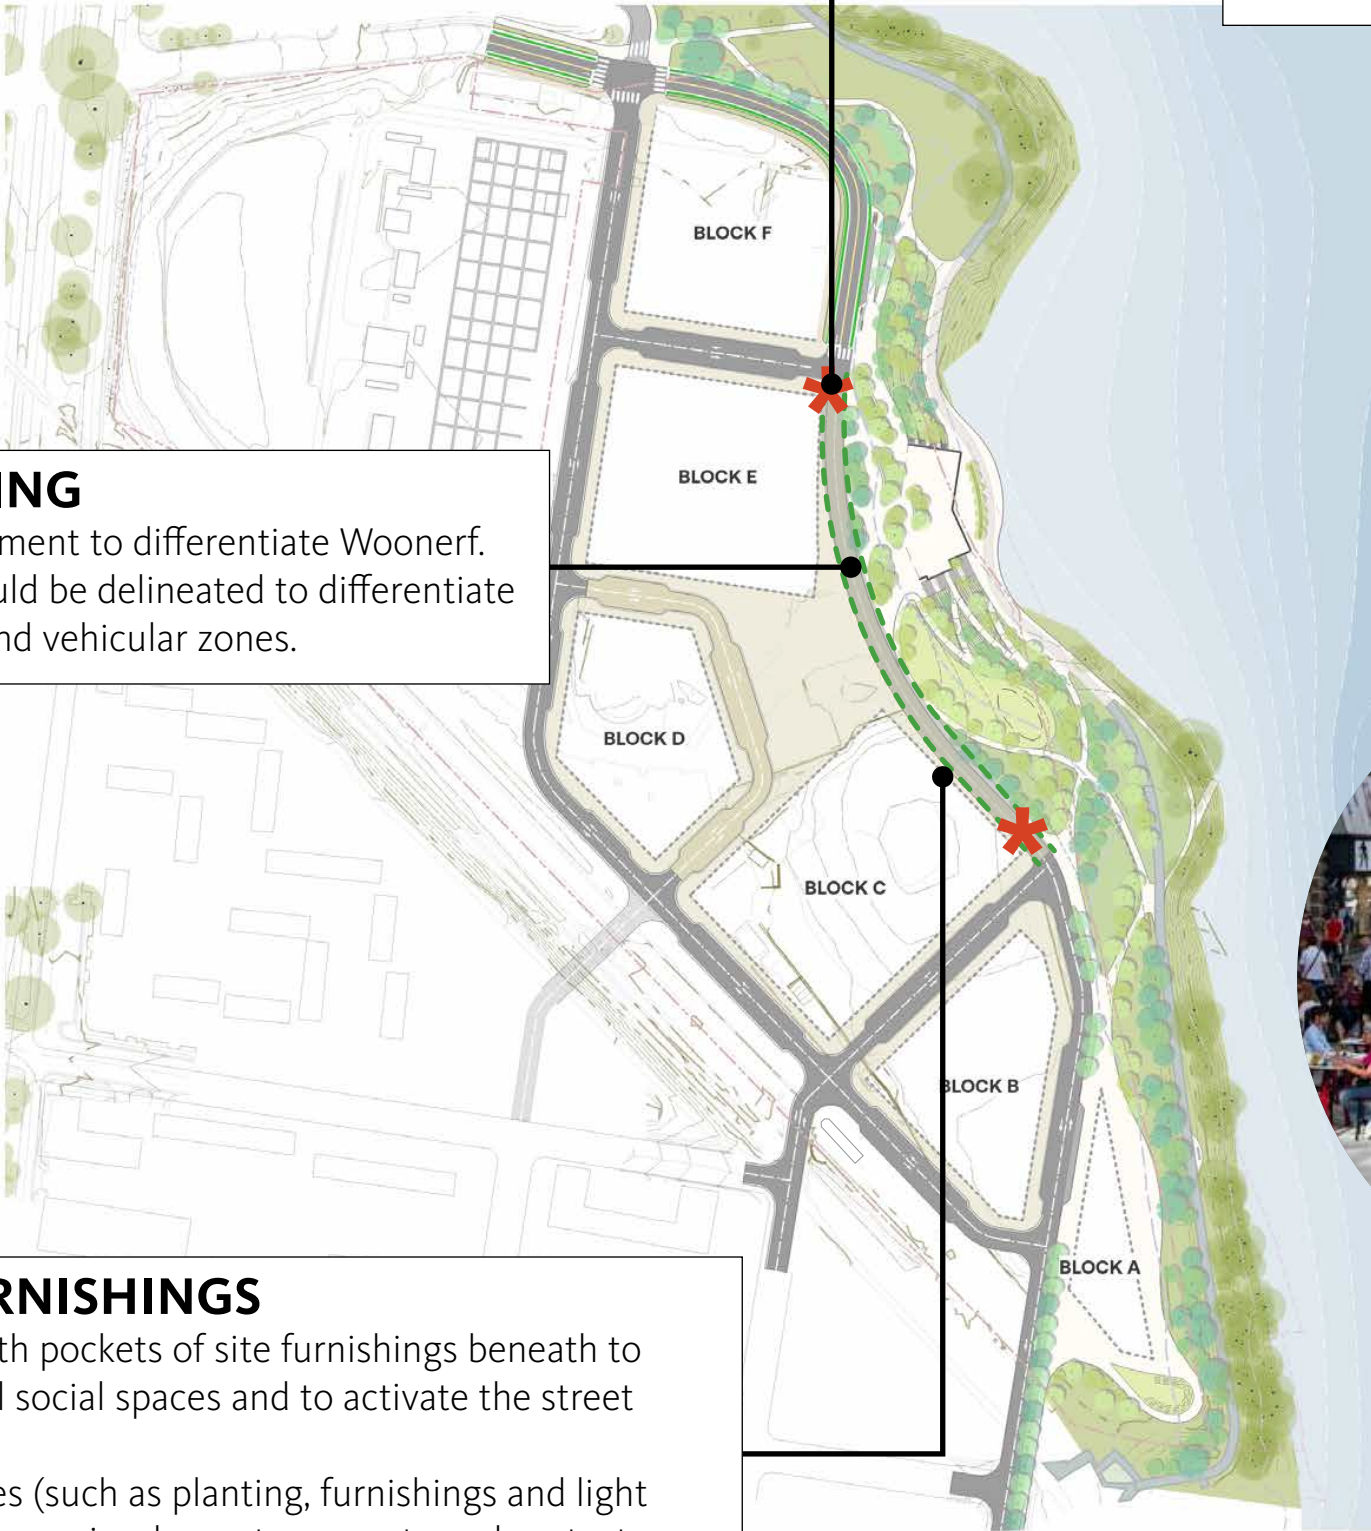 BLOCK F
BLOCK E
ING
ment to differentiate Woonerf.
uld be delineated to differentiate
nd vehicular zones.
BLOCK D
BLOCK C
BLOCK B
BLOCK A
RNISHINGS
th pockets of site furnishings beneath to
d social spaces and to activate the street
es (such as planting, furnishings and light